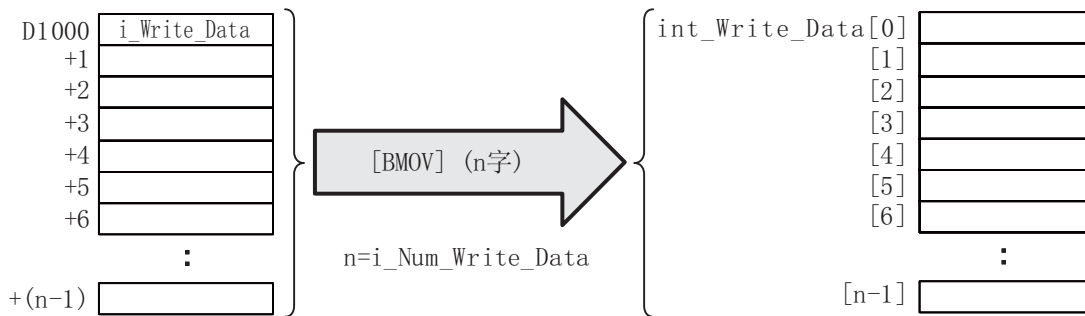 D1000 i_Write_Data int_Write_Data[0]
+1 [1]
+2 [2]
+3 [3]
+4 [BMOV] (n字) [4]
+5 [5]
+6 [6]
: n=i_Num_Write_Data :
+(n-1) [n-1]